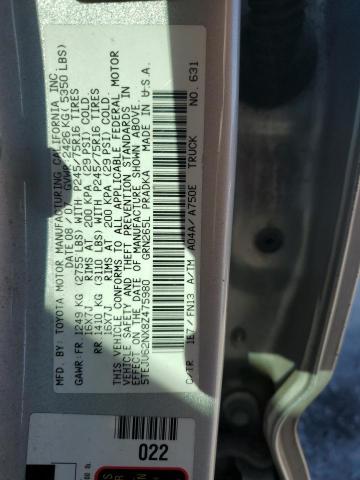 MFD. BY: TOYOTA MOTOR MANUFACTURING CALIFORNIA, INC.
DATE 08/07 GVWR 2426 KG ( 5350 LBS)
GAWR:FR 1249 KG (2755 LBS) WITH P245/75R16 TIRES
16X7J RIMS AT 200 KPA (29 PSI) COLD.
RR 1410 KG (3110 LBS) WITH P245/75R16 TIRES
16X7J RIMS AT 200 KPA (29 PSI) COLD.
THIS VEHICLE CONFORMS TO ALL APPLICABLE FEDERAL MOTOR
VEHICLE SAFETY AND THEFT PREVENTION STANDARDS IN
EFFECT ON THE DATE OF MANUFACTURE SHOWN ABOVE.
5TEJU62NX8Z475980 GRN265L PRADKA MADE IN U.S.A.
C/TR 1E7 / FN13 A/TM A04A/ A750E TRUCK NO. 631
022